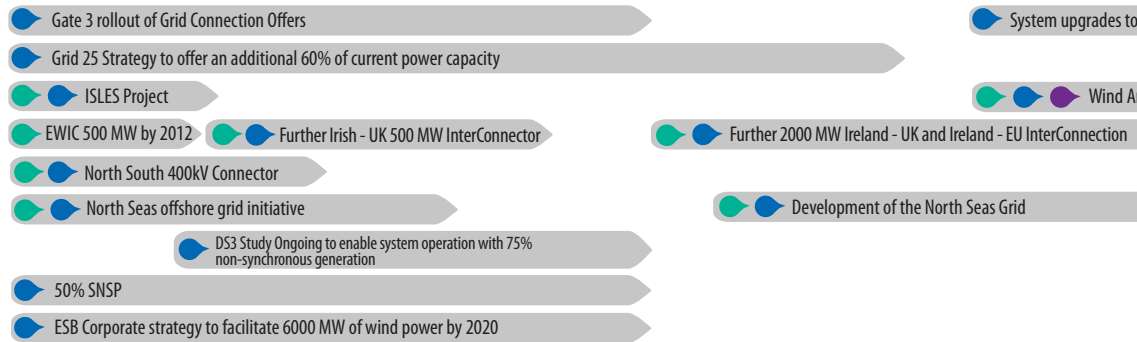 Gate 3 rollout of Grid Connection Offers
System upgrades to
Grid 25 Strategy to offer an additional 60% of current power capacity
ISLES Project
Wind
EWIC 500 MW by 2012
Further Irish - UK 500 MW InterConnector
Further 2000 MW Ireland - UK and Ireland - EU InterConnection
North South 400kV Connector
North Seas offshore grid initiative
Development of the North Seas Grid
DS3 Study Ongoing to enable system operation with 75%
non-synchronous generation
50% SNSP
ESB Corporate strategy to facilitate 6000 MW of wind power by 2020